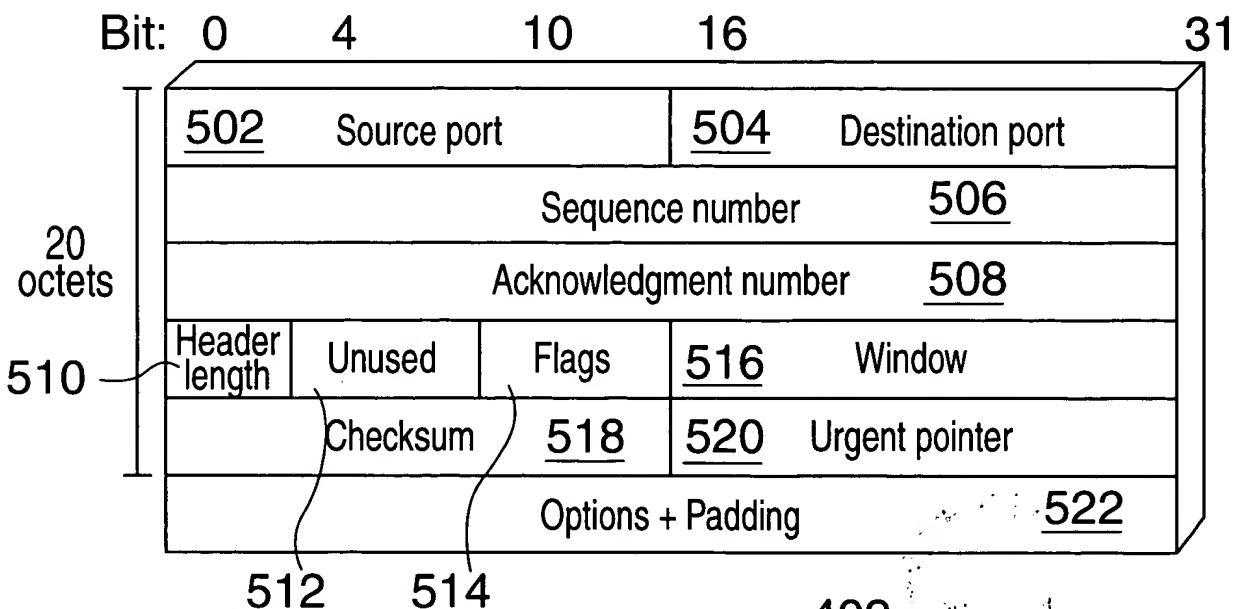 Bit: 0 4 10 16 31
502 Source port 504 Destination port
Sequence number 506
20
octets
Acknowledgment number 508
510
Header
length
Unused Flags 516 Window
Checksum 518 520 Urgent pointer
Options + Padding 522
512 514